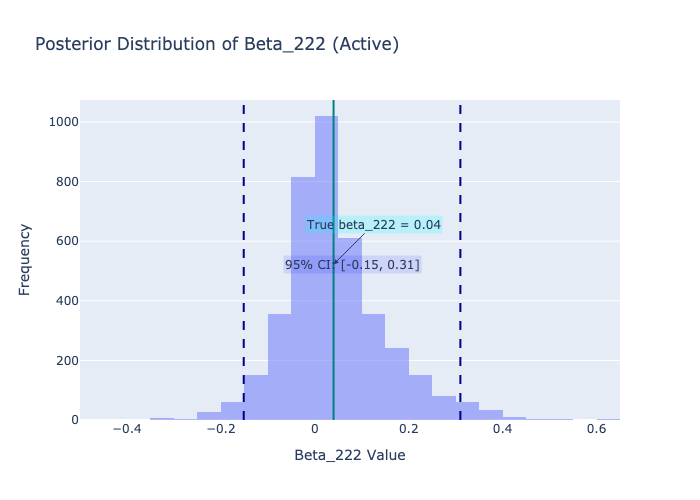 Posterior Distribution of Beta_222 (Active)
1000
800
600
400
200
0
Frequency
True beta_222 = 0.04
95% CI: [-0.15, 0.31]
−0.4
−0.2
0
0.2
0.4
0.6
Beta_222 Value